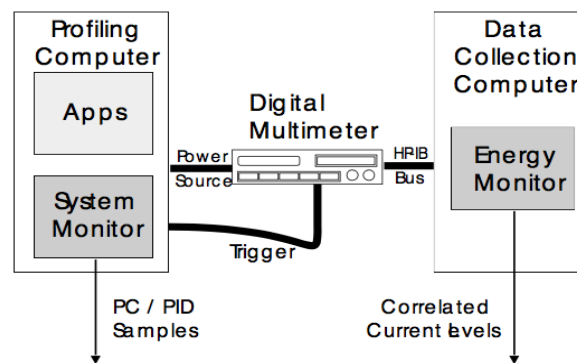 Profiling
Computer
Apps
System
Monitor
Digital
Multimeter
Power
Source
Trigger
HPIB
Bus
Data
Collection
Computer
Energy
Monitor
PC / PID
Samples
Correlated
Current Levels